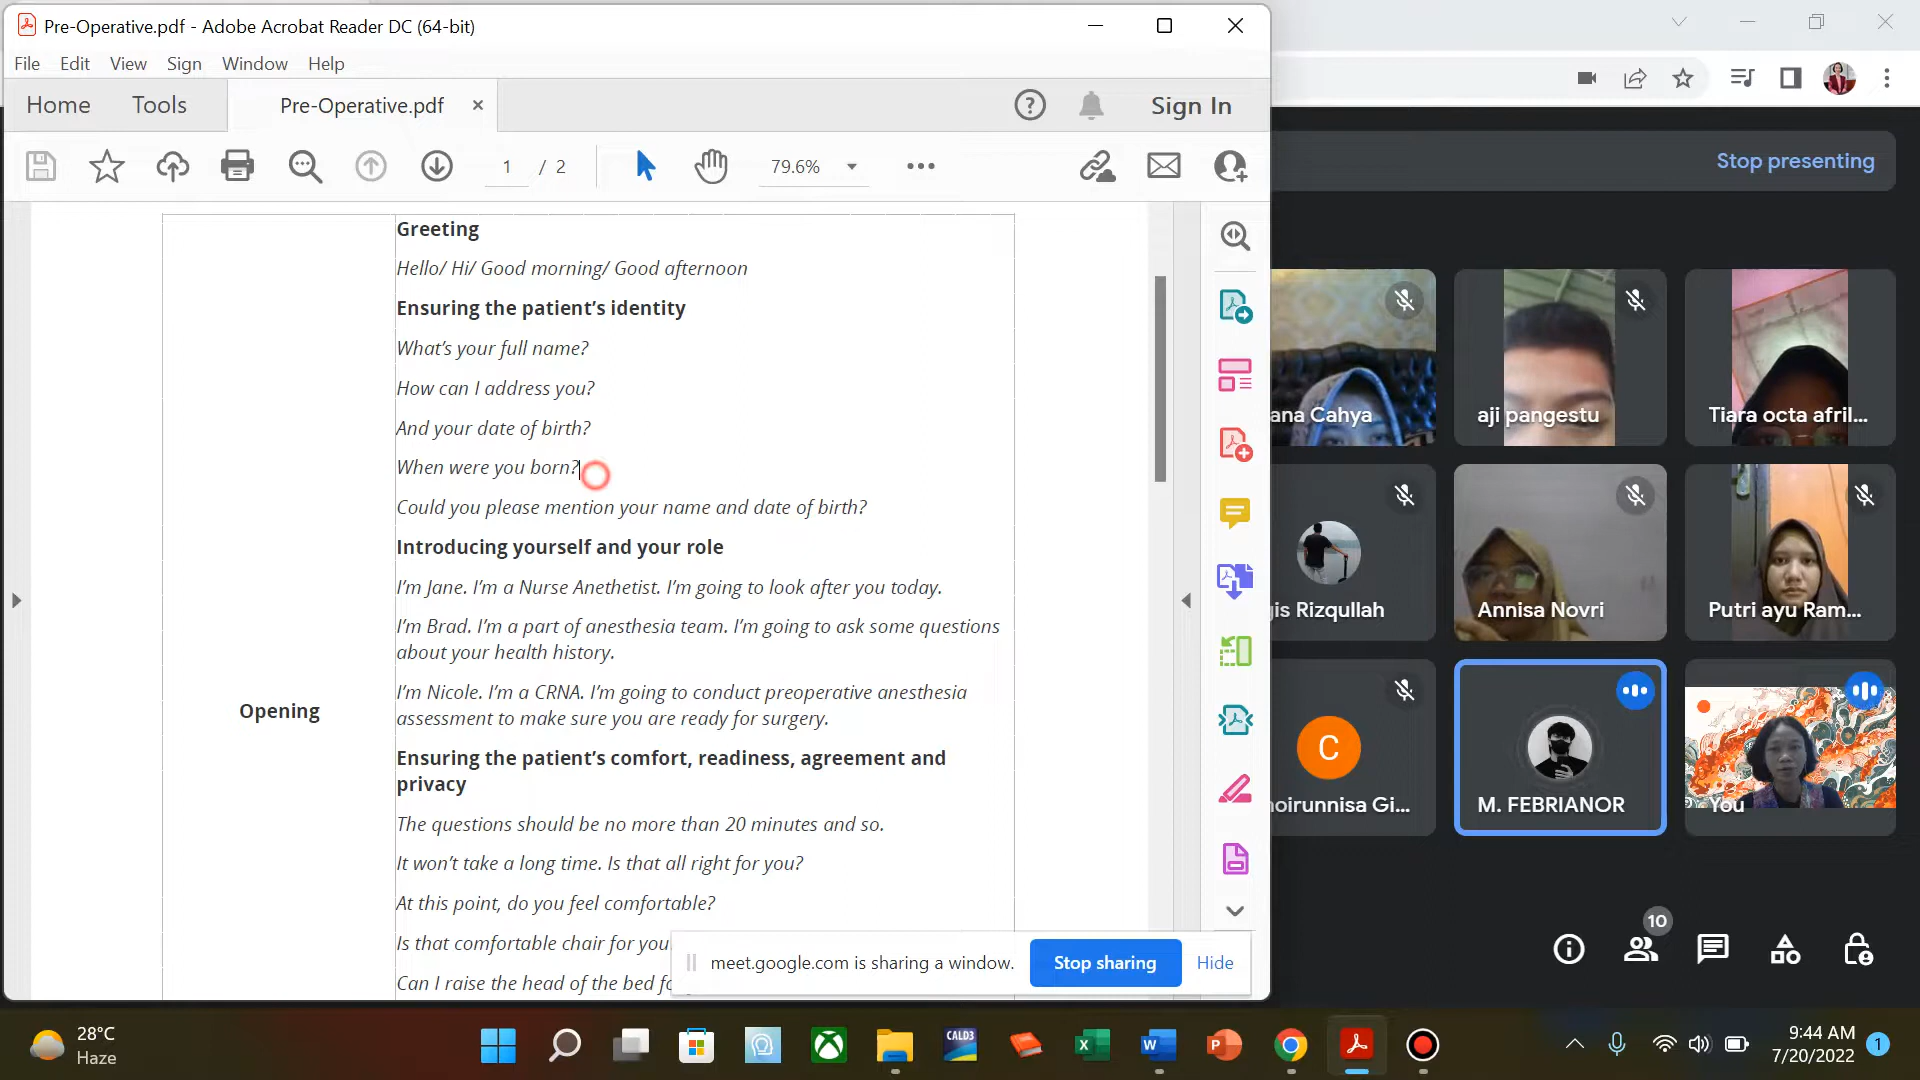 Pre-Operative.pdf - Adobe Acrobat Reader DC (64-bit)
File Edit View Sign Window Help
Home Tools Pre-Operative.pdf Sign In
1 / 2 79.6%
Stop presenting
Greeting
Hello/ Hi/ Good morning/ Good afternoon
Ensuring the patient’s identity
What’s your full name?
How can I address you?
And your date of birth?
When were you born?
Could you please mention your name and date of birth?
Introducing yourself and your role
I’m Jane. I’m a Nurse Anethetist. I’m going to look after you today.
I’m Brad. I’m a part of anesthesia team. I’m going to ask some questions
about your health history.
I’m Nicole. I’m a CRNA. I’m going to conduct preoperative anesthesia
assessment to make sure you are ready for surgery.
Opening
Ensuring the patient’s comfort, readiness, agreement and
privacy
The questions should be no more than 20 minutes and so.
It won’t take a long time. Is that all right for you?
At this point, do you feel comfortable?
Is that comfortable chair for you
Can I raise the head of the bed
meet.google.com is sharing a window. Stop sharing Hide
ana Cahya aji pangestu Tiara octa afril...
is Rizqullah Annisa Novri Putri ayu Ram...
C
oirunnisa Gi... M. FEBRIANOR You
10
28°C
Haze
CALD3
9:44 AM
7/20/2022
1